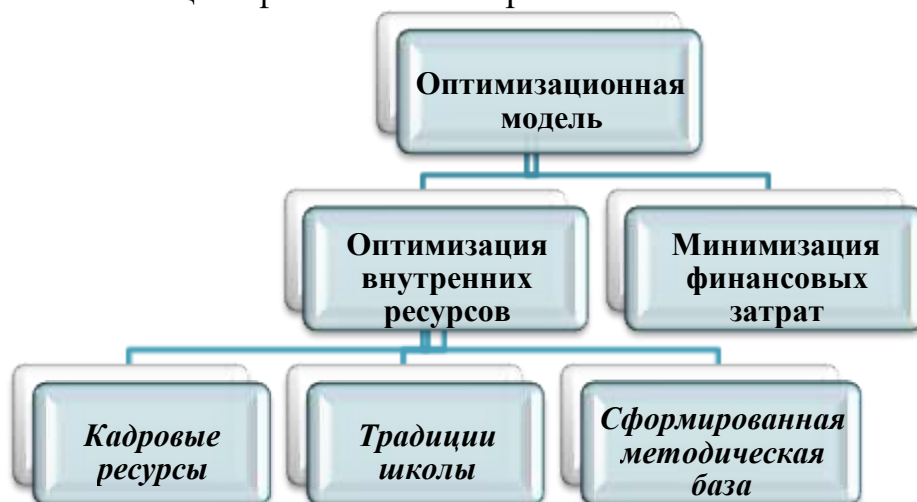 Оптимизационная
модель
Оптимизация
внутренних
ресурсов
Минимизация
финансовых
затрат
Кадровые
ресурсы
Традиции
школы
Сформированная
методическая
база